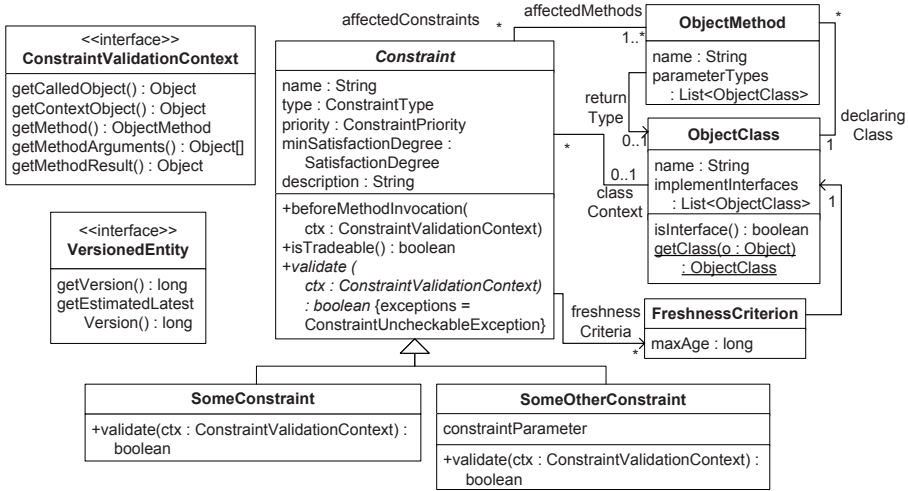 affectedConstraints
*
affectedMethods
1..*
<<interface>>
ConstraintValidationContext
getCalledObject() : Object
getContextObject() : Object
getMethod() : ObjectMethod
getMethodArguments() : Object[]
getMethodResult() : Object
<<interface>>
VersionedEntity
getVersion() : long
getEstimatedLatest
Version() : long
Constraint
name : String
type : ConstraintType
priority : ConstraintPriority
minSatisfactionDegree :
SatisfactionDegree
description : String
+beforeMethodInvocation(
ctx : ConstraintValidationContext)
+isTradeable() : boolean
+validate (
ctx : ConstraintValidationContext)
: boolean {exceptions =
ConstraintUncheckableException}
ObjectMethod
name : String
parameterTypes
: List<ObjectClass>
*
return
Type
0..1
declaring
Class
1
*
0..1
class
Context
ObjectClass
name : String
implementInterfaces
: List<ObjectClass>
isInterface() : boolean
getClass(o : Object)
: ObjectClass
1
freshness
Criteria
*
FreshnessCriterion
maxAge : long
SomeConstraint
+validate(ctx : ConstraintValidationContext) :
boolean
SomeOtherConstraint
constraintParameter
+validate(ctx : ConstraintValidationContext) :
boolean